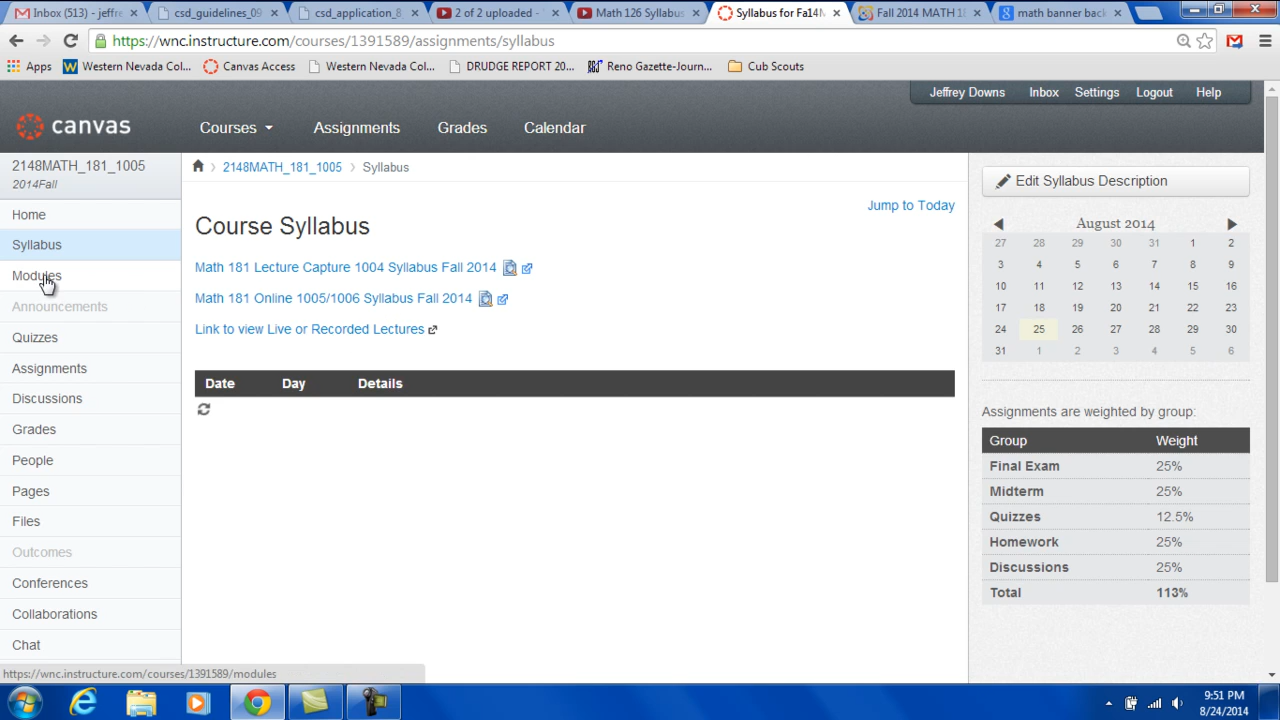 Inbox (513) - jeffre
csd_guidelines_09
csd_application_8
2 of 2 uploaded -
Math 126 Syllabus
Syllabus for Fa14 M
Fall 2014 MATH 18
math banner back
https://wnc.instructure.com/courses/1391589/assignments/syllabus
Apps
Western Nevada Col...
Canvas Access
Western Nevada Col...
DRUDGE REPORT 20...
Reno Gazette-Journ...
Cub Scouts
Jeffrey Downs
Inbox
Settings
Logout
Help
canvas
Courses
Assignments
Grades
Calendar
2148MATH_181_1005
2014Fall
Home
Syllabus
Modules
Announcements
Quizzes
Assignments
Discussions
Grades
People
Pages
Files
Outcomes
Conferences
Collaborations
Chat
2148MATH_181_1005 > Syllabus
Jump to Today
Course Syllabus
Math 181 Lecture Capture 1004 Syllabus Fall 2014
Math 181 Online 1005/1006 Syllabus Fall 2014
Link to view Live or Recorded Lectures
Date Day Details
Edit Syllabus Description
August 2014
27 28 29 30 31 1 2
3 4 5 6 7 8 9
10 11 12 13 14 15 16
17 18 19 20 21 22 23
24 25 26 27 28 29 30
31 1 2 3 4 5 6
Assignments are weighted by group:
Group Weight
Final Exam 25%
Midterm 25%
Quizzes 12.5%
Homework 25%
Discussions 25%
Total 113%
https://wnc.instructure.com/courses/1391589/modules
9:51 PM
8/24/2014